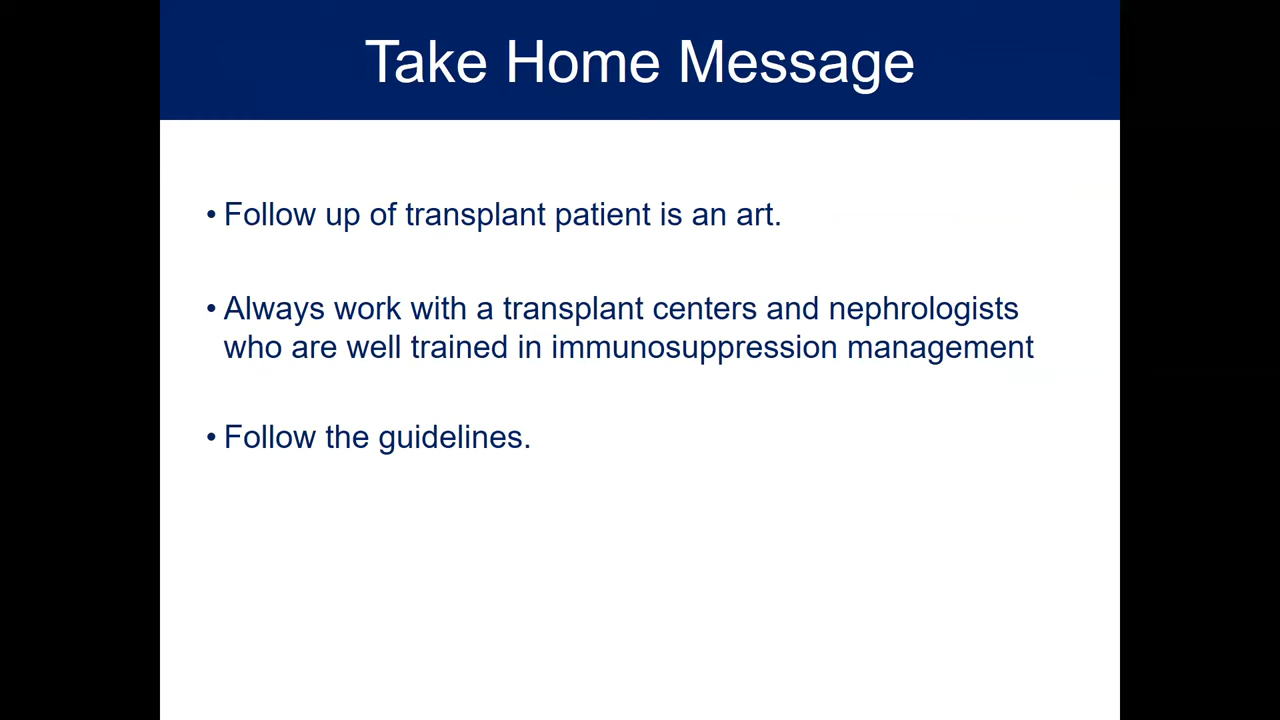 Take Home Message
• Follow up of transplant patient is an art.
• Always work with a transplant centers and nephrologists
who are well trained in immunosuppression management
• Follow the guidelines.